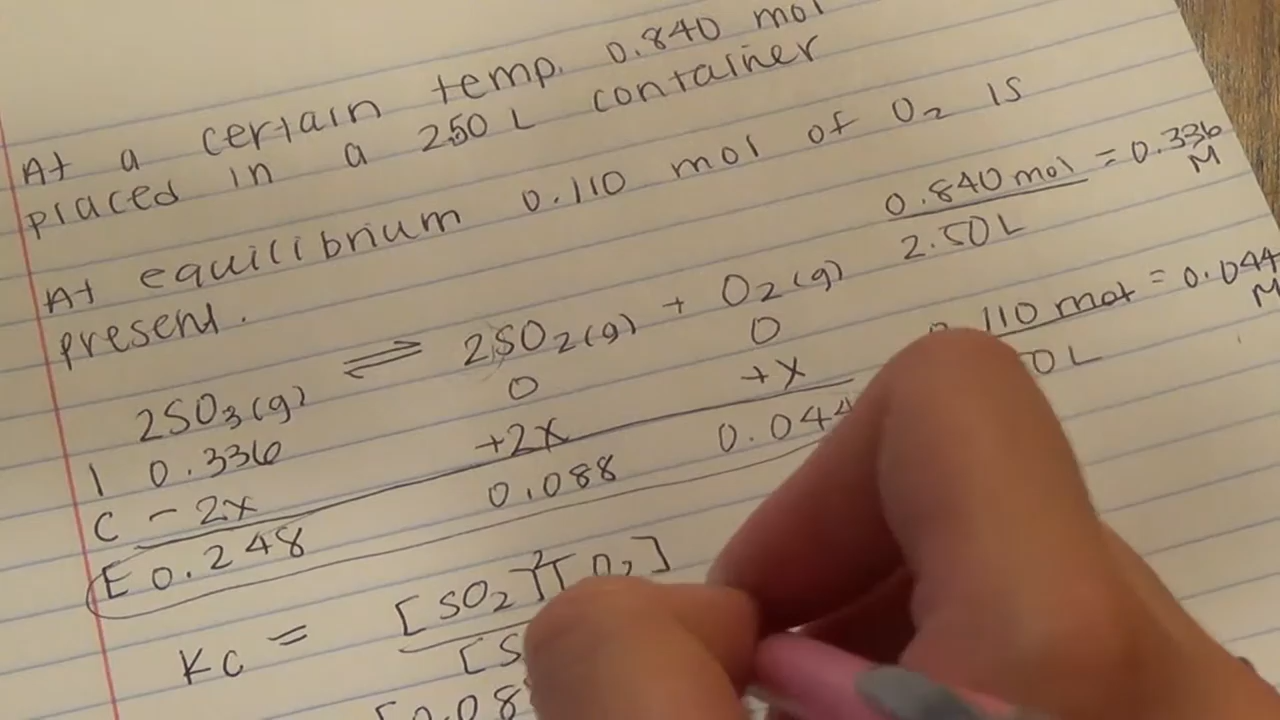 At a certain temp. 0.840 mol
placed in a 250 L container
At equilibrium 0.110 mol of O2 is
present.
0.840 mol = 0.336
2.50L M
110 mol = 0.044
0L M
2SO3(g) ⇌ 2SO2(g) + O2(g)
I 0.336 0 0
C - 2x +2x +x
E 0.248 0.088 0.044
Kc = [SO2]²[O2]
[S
[0.08